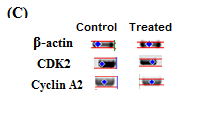 (C)
Control Treated
β-actin
CDK2
Cyclin A2